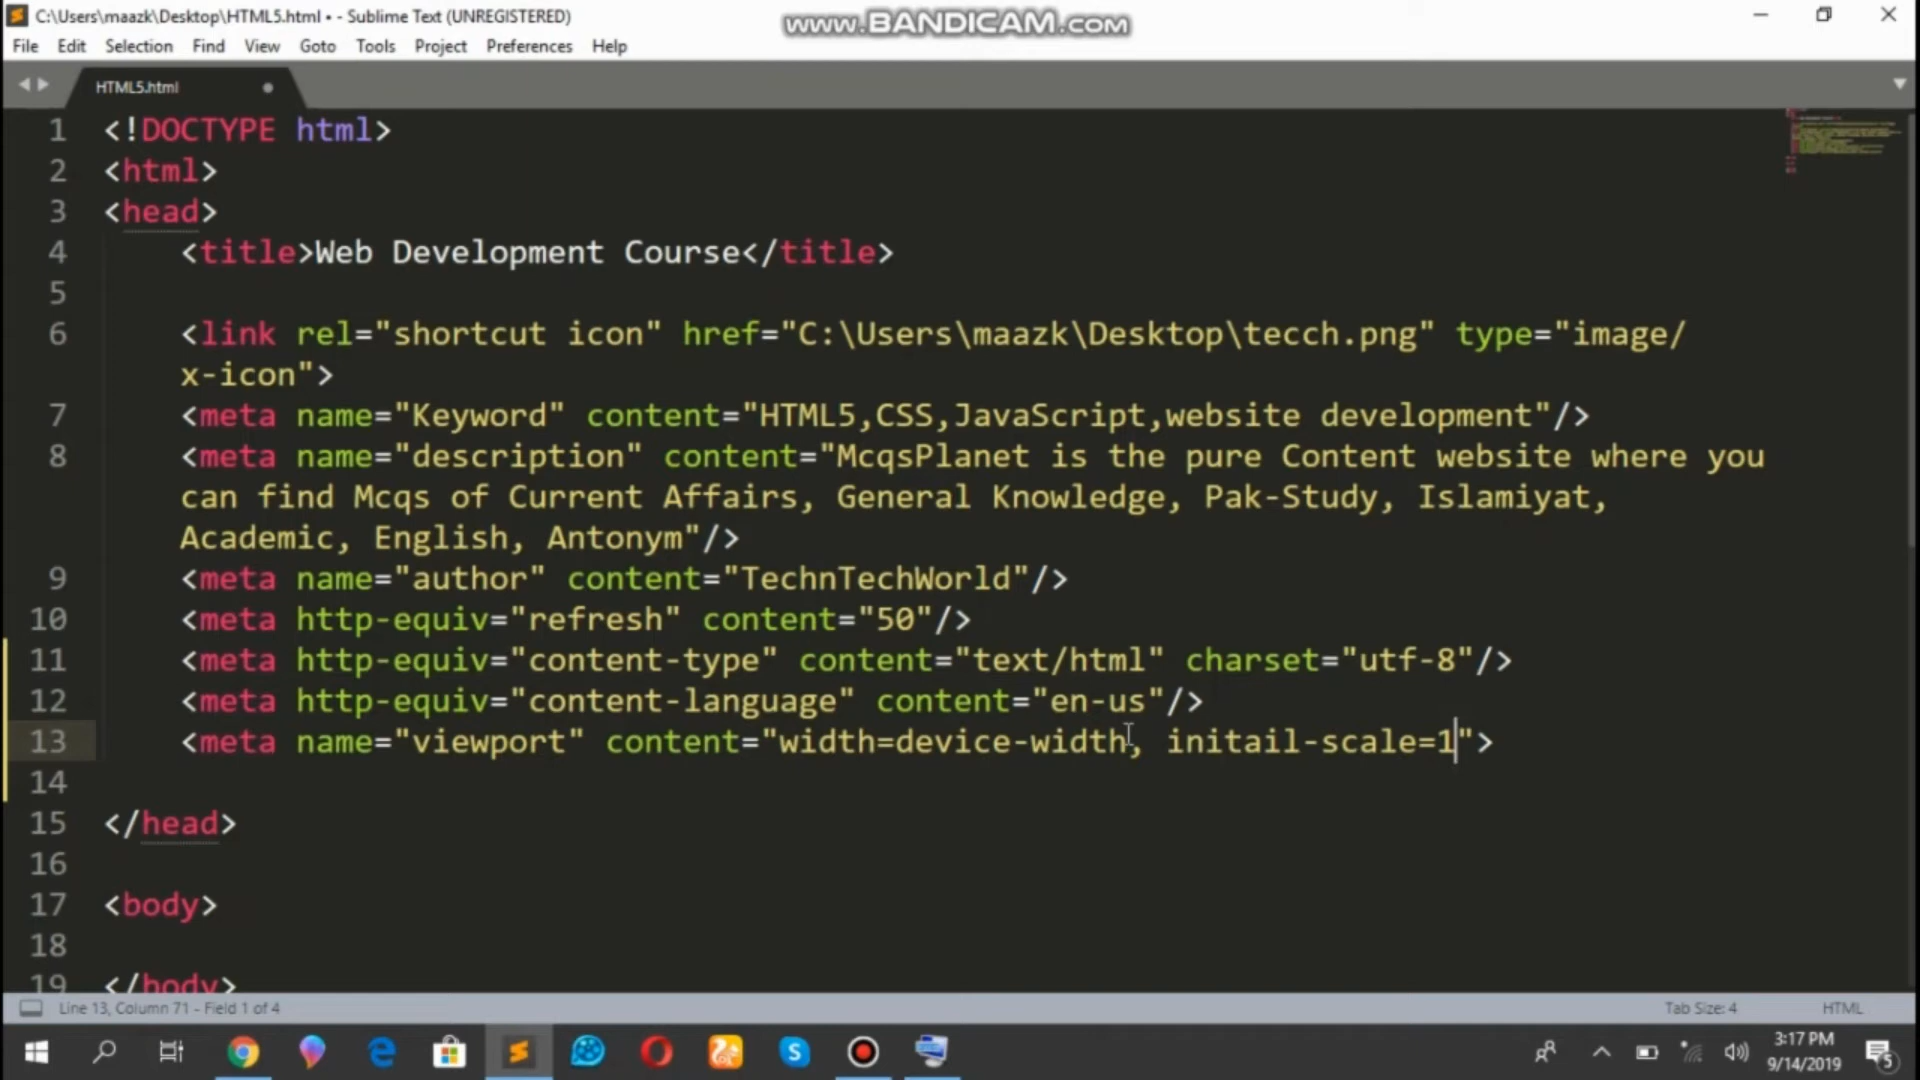 C:\Users\maazk\Desktop\HTML5.html • - Sublime Text (UNREGISTERED)
www.BANDICAM.com
File Edit Selection Find View Goto Tools Project Preferences Help
HTML5.html
1 <!DOCTYPE html>
2 <html>
3 <head>
4 <title>Web Development Course</title>
5
6 <link rel="shortcut icon" href="C:\Users\maazk\Desktop\tecch.png" type="image/
x-icon">
7 <meta name="Keyword" content="HTML5,CSS,JavaScript,website development"/>
8 <meta name="description" content="McqsPlanet is the pure Content website where you
can find Mcqs of Current Affairs, General Knowledge, Pak-Study, Islamiyat,
Academic, English, Antonym"/>
9 <meta name="author" content="TechnTechWorld"/>
10 <meta http-equiv="refresh" content="50"/>
11 <meta http-equiv="content-type" content="text/html" charset="utf-8"/>
12 <meta http-equiv="content-language" content="en-us"/>
13 <meta name="viewport" content="width=device-width, initail-scale=1">
14
15 </head>
16
17 <body>
18
19 </body>
Line 13, Column 71 - Field 1 of 4
Tab Size: 4
HTML
3:17 PM
9/14/2019
5